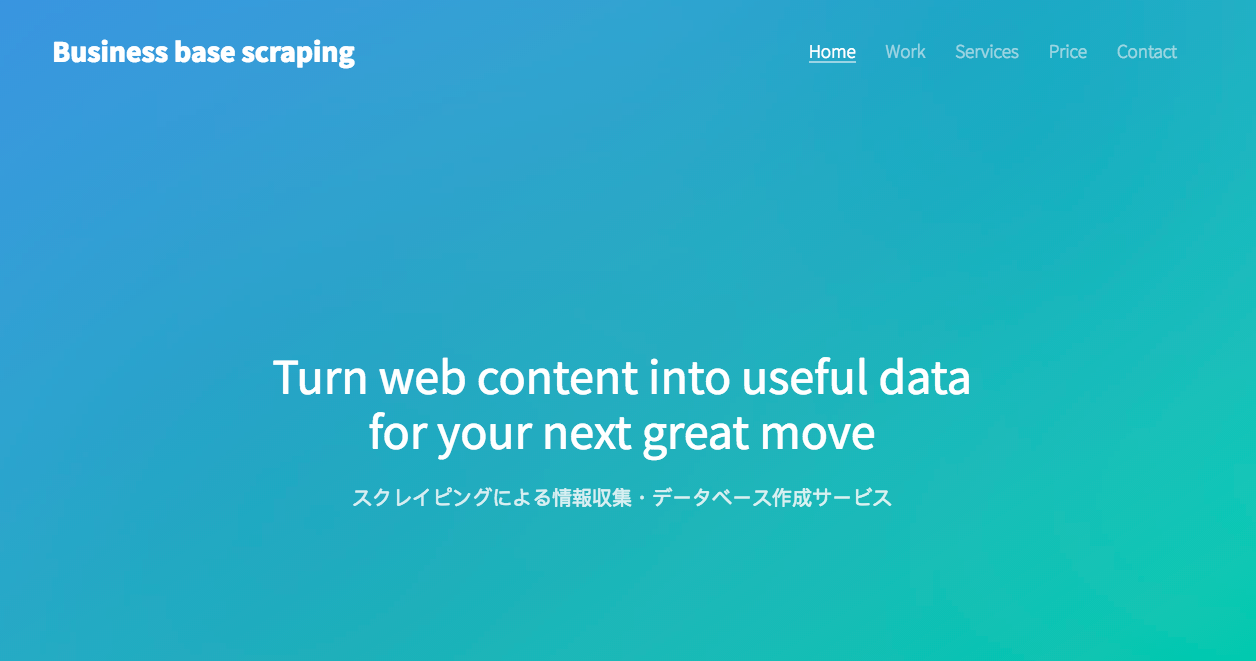 Business base scraping
Home Work Services Price Contact
Turn web content into useful data
for your next great move
スクレイピングによる情報収集・データベース作成サービス